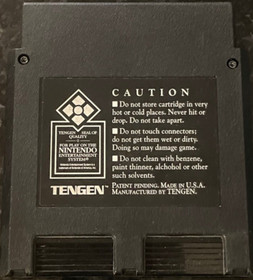 CAUTION
■ Do not store cartridge in very
hot or cold places. Never hit or
drop. Do not take apart.
■ Do not touch connectors;
do not get them wet or dirty.
Doing so may damage game.
■ Do not clean with benzene,
paint thinner, alcohol or other
such solvents.
PATENT PENDING. MADE IN U.S.A.
MANUFACTURED BY TENGEN.
TENGEN SEAL OF
QUALITY
FOR PLAY ON THE
NINTENDO
ENTERTAINMENT
SYSTEM®
TENGEN™